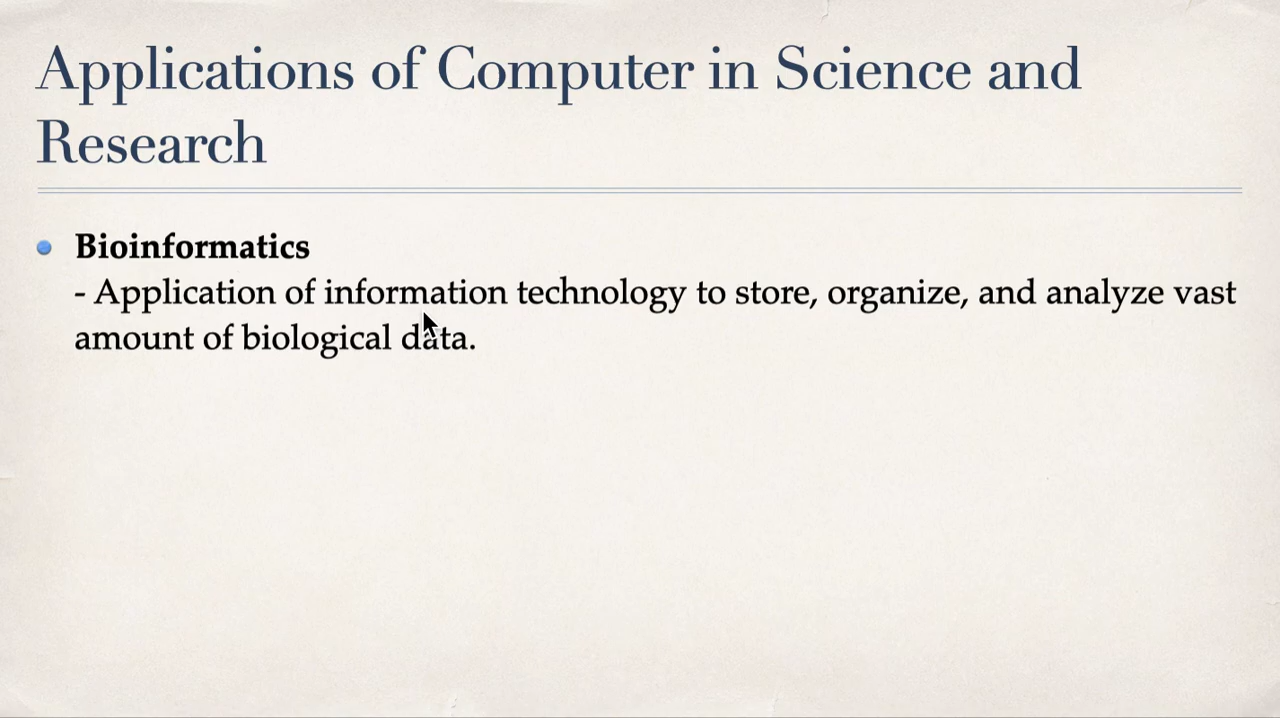 Applications of Computer in Science and
Research
Bioinformatics
- Application of information technology to store, organize, and analyze vast
amount of biological data.